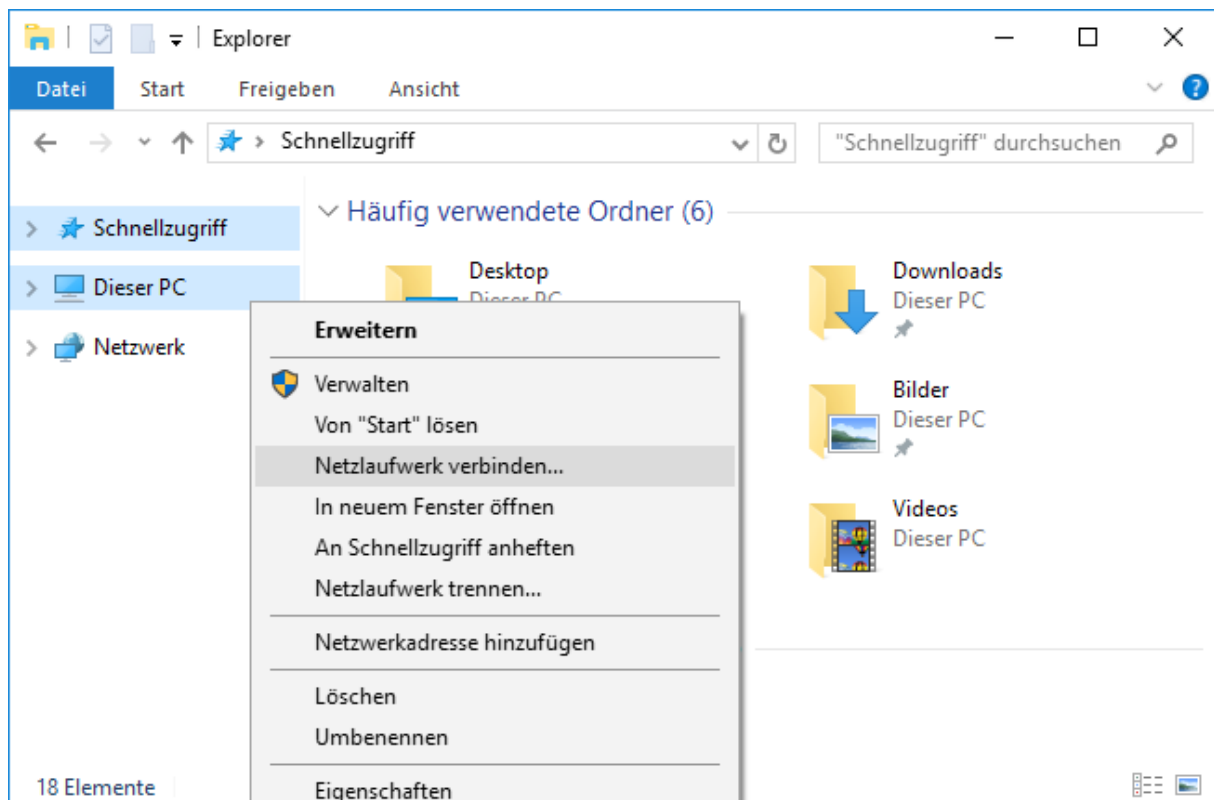 Explorer
Datei Start Freigeben Ansicht
Schnellzugriff "Schnellzugriff" durchsuchen
Schnellzugriff
Dieser PC
Netzwerk
Häufig verwendete Ordner (6)
Desktop
Dieser PC
Downloads
Dieser PC
Bilder
Dieser PC
Videos
Dieser PC
Erweitern
Verwalten
Von "Start" lösen
Netzlaufwerk verbinden...
In neuem Fenster öffnen
An Schnellzugriff anheften
Netzlaufwerk trennen...
Netzwerkadresse hinzufügen
Löschen
Umbenennen
Eigenschaften
18 Elemente